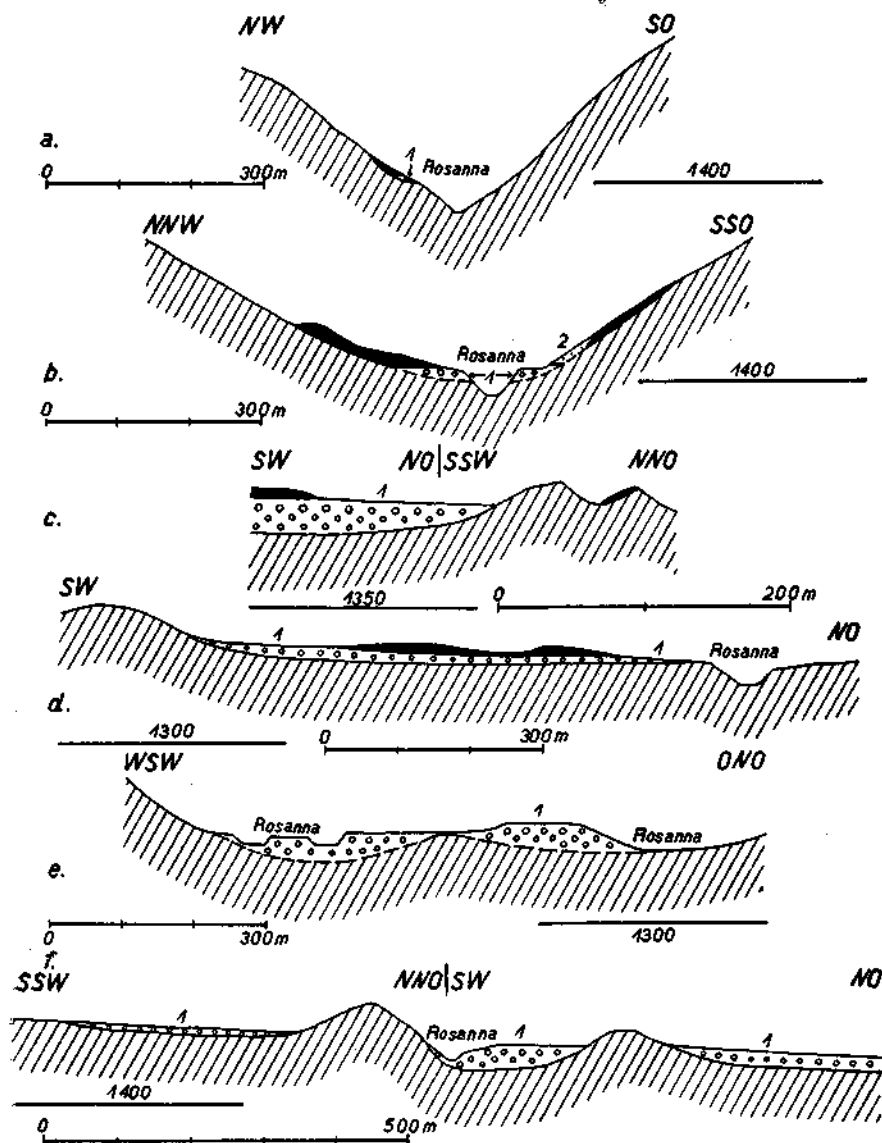 NW SO
a.
1 Rosanna
0 300m 1400
NNW SSO
b.
Rosanna 2
1
0 300m 1400
SW NO|SSW NNO
c.
1
1350 0 200m
SW NO
d.
1 1 Rosanna
1300 0 300m
WSW ONO
e.
Rosanna 1 Rosanna
0 300m 1300
f.
SSW NNO|SW NO
1 Rosanna 1 1
1400
0 500m